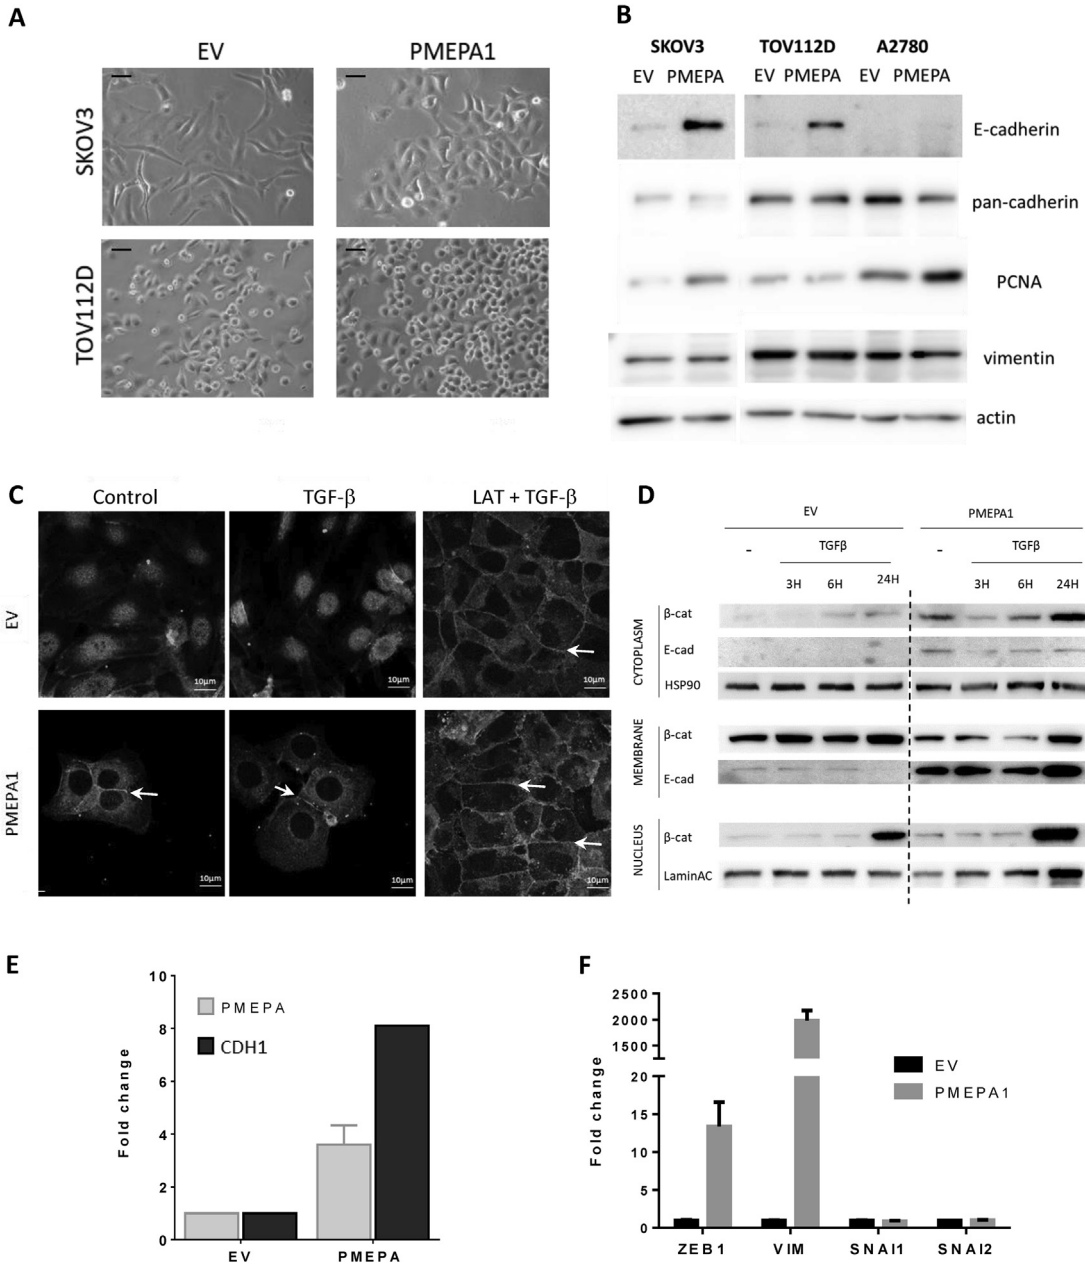 A
EV PMEPA1
SKOV3
TOV112D
B
SKOV3 TOV112D A2780
EV PMEPA EV PMEPA EV PMEPA
E-cadherin
pan-cadherin
PCNA
vimentin
actin
C
Control TGF-β LAT + TGF-β
EV
10μm 10μm 10μm
PMEPA1
10μm 10μm 10μm
D
EV PMEPA1
- TGFβ - TGFβ
3H 6H 24H 3H 6H 24H
CYTOPLASM
β-cat
E-cad
HSP90
MEMBRANE
β-cat
E-cad
NUCLEUS
β-cat
LaminAC
E
Fold change
10
8
6
4
2
0
PMEPA
CDH1
EV PMEPA
F
Fold change
2500
2000
1500
20
15
10
5
0
EV
PMEPA1
ZEB1 VIM SNAI1 SNAI2